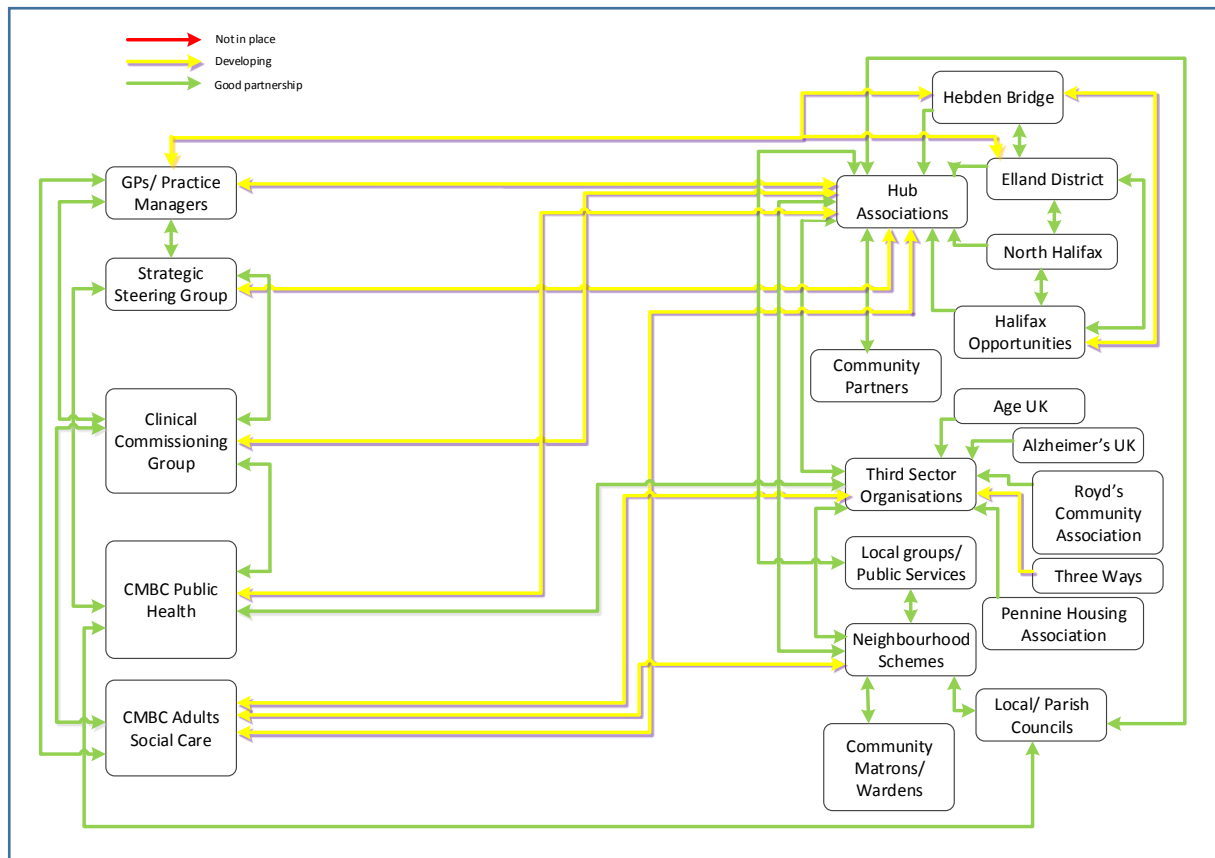 Not in place
Developing
Good partnership
Hebden Bridge
GPs/ Practice
Managers
Hub
Associations
Elland District
Strategic
Steering Group
North Halifax
Halifax
Opportunities
Community
Partners
Clinical
Commissioning
Group
Age UK
Alzheimer's UK
Third Sector
Organisations
Royd's
Community
Association
CMBC Public
Health
Local groups/
Public Services
Three Ways
Pennine Housing
Association
Neighbourhood
Schemes
CMBC Adults
Social Care
Local/ Parish
Councils
Community
Matrons/
Wardens